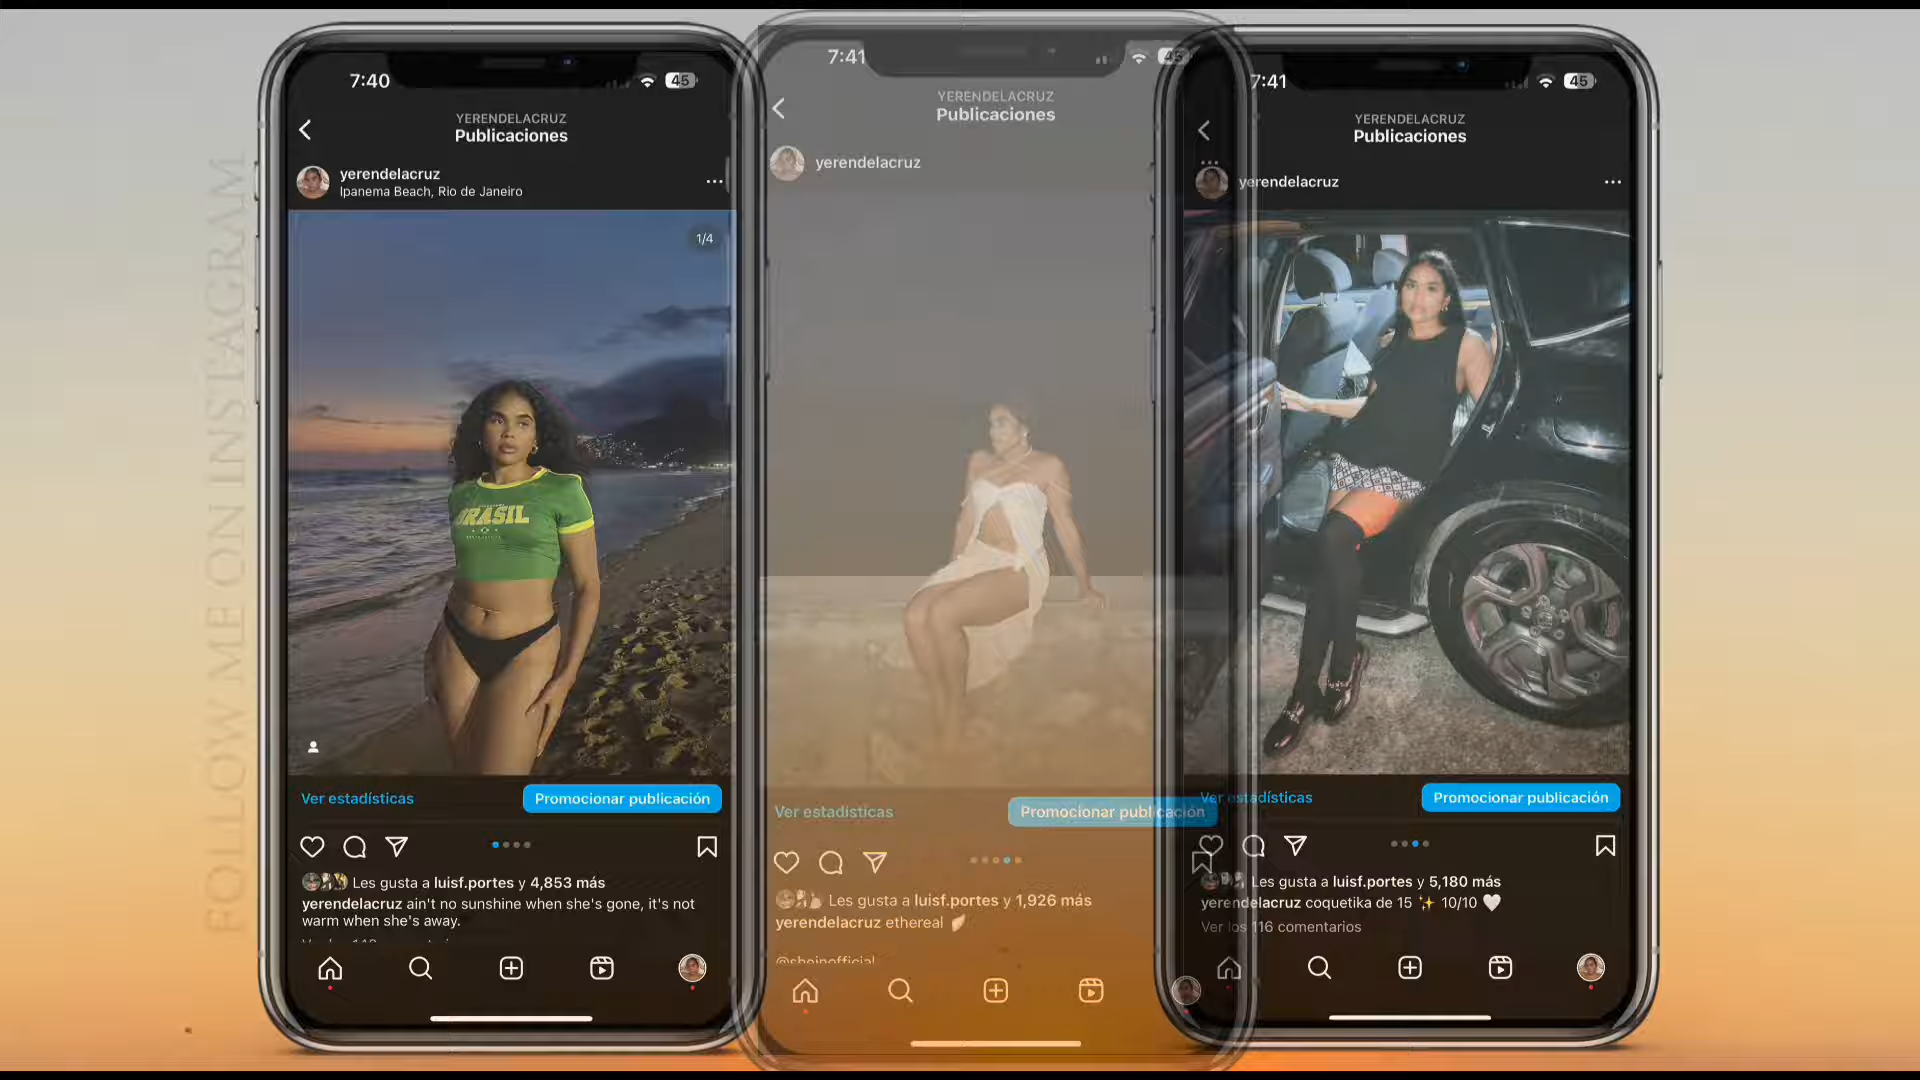 FOLLOW ME ON INSTAGRAM
7:40
45
YERENDELACRUZ
Publicaciones
yerendelacruz
Ipanema Beach, Rio de Janeiro
1/4
BRASIL
Ver estadísticas
Promocionar publicación
Les gusta a luisf.portes y 4,853 más
yerendelacruz ain't no sunshine when she's gone, it's not
warm when she's away.
7:41
45
YERENDELACRUZ
Publicaciones
yerendelacruz
Ver estadísticas
Promocionar publicación
Les gusta a luisf.portes y 1,926 más
yerendelacruz ethereal
@sheinofficial
7:41
45
YERENDELACRUZ
Publicaciones
yerendelacruz
Ver estadísticas
Promocionar publicación
Les gusta a luisf.portes y 5,180 más
yerendelacruz coquetika de 15 ✨ 10/10 🤍
Ver los 116 comentarios